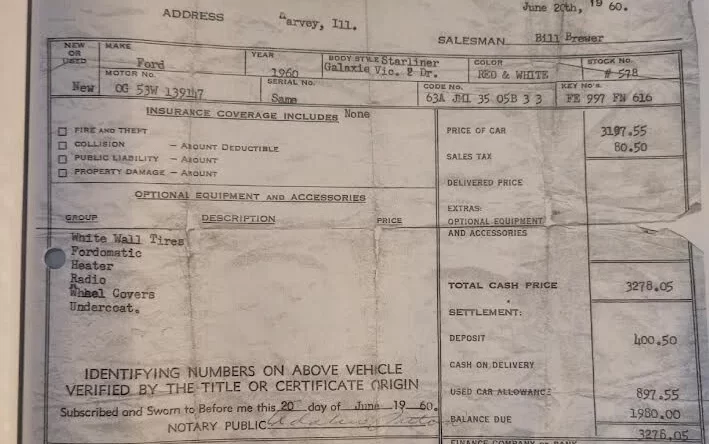 June 20th, 19 60.
ADDRESS Harvey, Ill.
SALESMAN Bill Brewer
NEW OR USED MAKE YEAR BODY STYLE Starliner COLOR STOCK NO.
Ford 1960 Galaxie Vic. 2 Dr. RED & WHITE # 578
MOTOR NO. SERIAL NO. CODE NO. KEY NO'S.
New OG 53W 139147 Same 63A JMI 35 05B 3 3 FE 997 FN 616
INSURANCE COVERAGE INCLUDES None
FIRE AND THEFT
COLLISION — AMOUNT DEDUCTIBLE
PUBLIC LIABILITY — AMOUNT
PROPERTY DAMAGE — AMOUNT
OPTIONAL EQUIPMENT AND ACCESSORIES
GROUP DESCRIPTION PRICE
White Wall Tires
Fordomatic
Heater
Radio
Wheel Covers
Undercoat.
IDENTIFYING NUMBERS ON ABOVE VEHICLE
VERIFIED BY THE TITLE OR CERTIFICATE ORIGIN
Subscribed and Sworn to Before me this 20 day of June 19 60.
NOTARY PUBLIC
PRICE OF CAR 3197.55
SALES TAX 80.50
DELIVERED PRICE
EXTRAS:
OPTIONAL EQUIPMENT
AND ACCESSORIES
TOTAL CASH PRICE 3278.05
SETTLEMENT:
DEPOSIT 400.50
CASH ON DELIVERY
USED CAR ALLOWANCE 897.55
BALANCE DUE 1980.00
FINANCE COMPANY OR BANK 3278.05